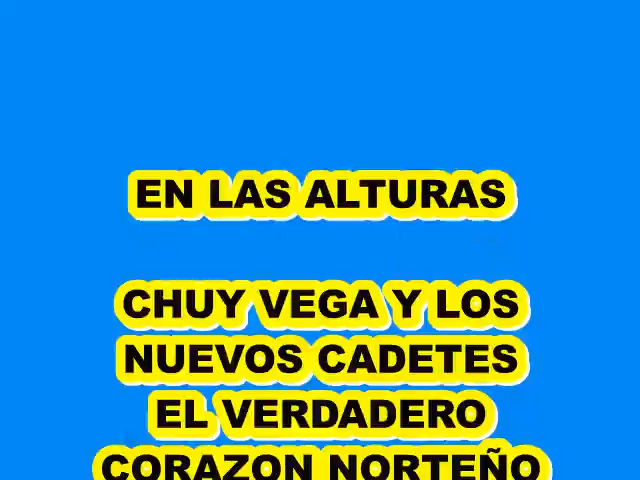 EN LAS ALTURAS
CHUY VEGA Y LOS
NUEVOS CADETES
EL VERDADERO
CORAZON NORTEÑO